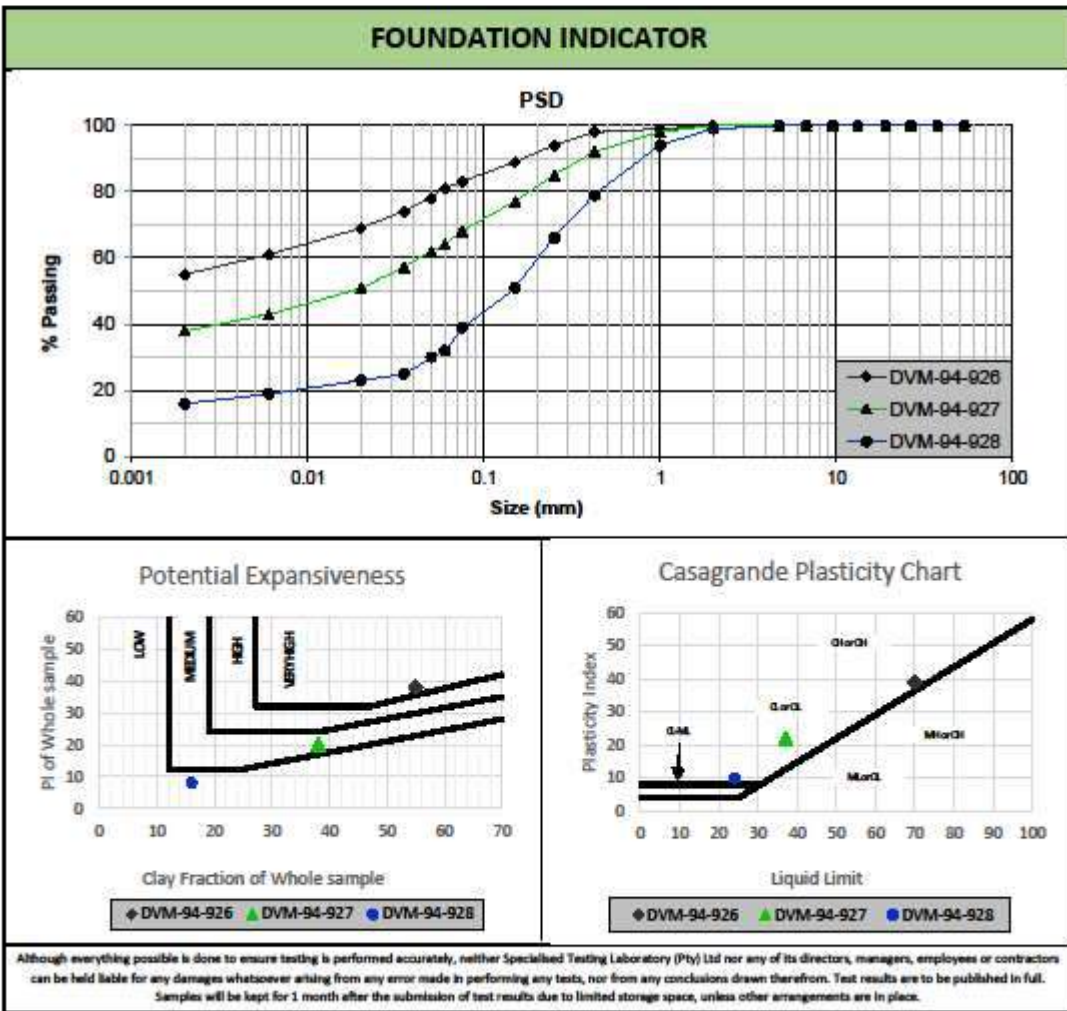 FOUNDATION INDICATOR
PSD
% Passing
100
80
60
40
20
0
0.001 0.01 0.1 1 10 100
Size (mm)
DVM-94-926
DVM-94-927
DVM-94-928
Potential Expansiveness
PI of Whole sample
60
50
40
30
20
10
0
LOW
MEDIUM
HIGH
VERY HIGH
0 10 20 30 40 50 60 70
Clay Fraction of Whole sample
DVM-94-926 DVM-94-927 DVM-94-928
Casagrande Plasticity Chart
Plasticity Index
60
50
40
30
20
10
0
0 10 20 30 40 50 60 70 80 90 100
Liquid Limit
DVM-94-926 DVM-94-927 DVM-94-928
Although everything possible is done to ensure testing is performed accurately, neither Specialised Testing Laboratory (Pty) Ltd nor any of its directors, managers, employees or contractors
can be held liable for any damages whatsoever arising from any error made in performing any tests, nor from any conclusions drawn therefrom. Test results are to be published in full.
Samples will be kept for 1 month after the submission of test results due to limited storage space, unless other arrangements are in place.